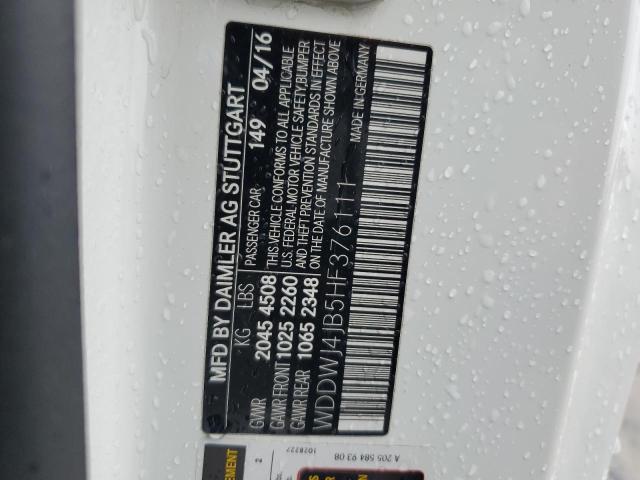 MFD BY DAIMLER AG STUTTGART
KG LBS PASSENGER CAR 149 04/16
GWR 2045 4508
GAWR FRONT 1025 2260
GAWR REAR 1065 2348
THIS VEHICLE CONFORMS TO ALL APPLICABLE
U.S. FEDERAL MOTOR VEHICLE SAFETY, BUMPER
AND THEFT PREVENTION STANDARDS IN EFFECT
ON THE DATE OF MANUFACTURE SHOWN ABOVE
WDDWJ4JB5HF376111 MADE IN GERMANY
2
1028227
A 205 584 93 08